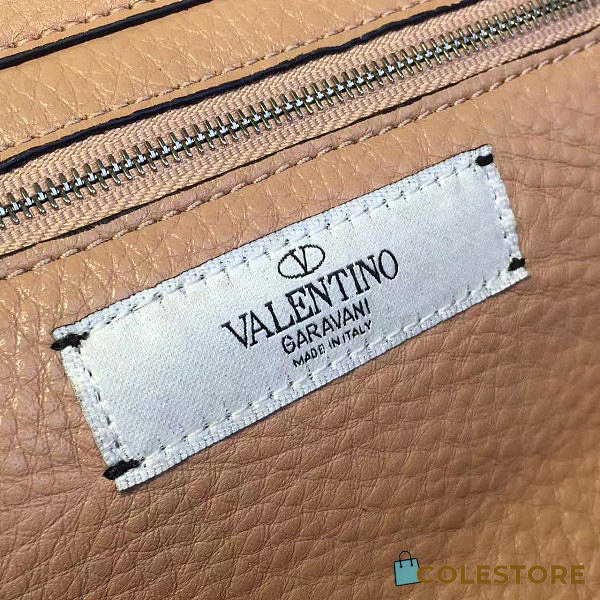 VALENTINO
GARAVANI
MADE IN ITALY
COLESTORE